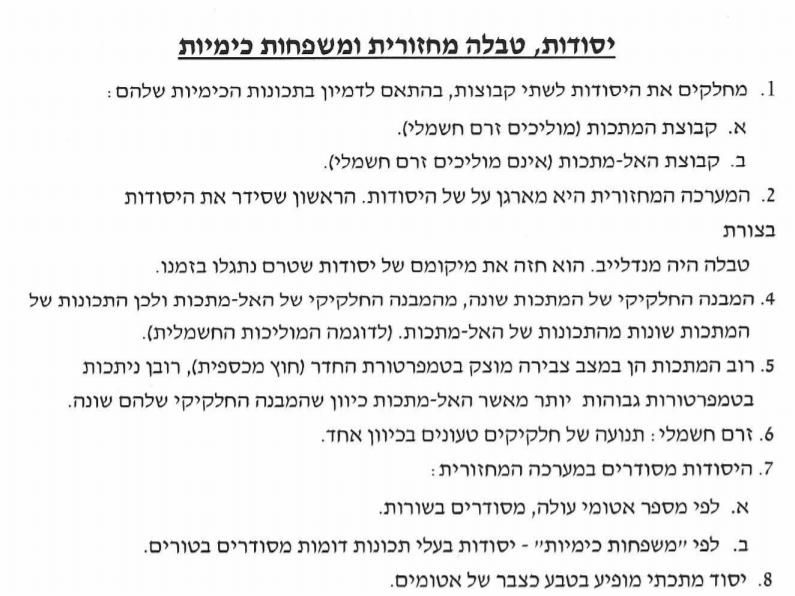 יסודות, טבלה מחזורית ומשפחות כימיות
1. מחלקים את היסודות לשתי קבוצות, בהתאם לדמיון בתכונות הכימיות שלהם:
א. קבוצת המתכות (מוליכים זרם חשמלי).
ב. קבוצת האל-מתכות (אינם מוליכים זרם חשמלי).
2. המערכה המחזורית היא מארגן על של היסודות. הראשון שסידר את היסודות
בצורת
טבלה היה מנדלייב. הוא חזה את מיקומם של יסודות שטרם נתגלו בזמנו.
4. המבנה החלקיקי של המתכות שונה, מהמבנה החלקיקי של האל-מתכות ולכן התכונות של
המתכות שונות מהתכונות של האל-מתכות. (לדוגמה המוליכות החשמלית).
5. רוב המתכות הן במצב צבירה מוצק בטמפרטורת החדר (חוץ מכספית), רובן ניתכות
בטמפרטורות גבוהות יותר מאשר האל-מתכות כיוון שהמבנה החלקיקי שלהם שונה.
6. זרם חשמלי: תנועה של חלקיקים טעונים בכיוון אחד.
7. היסודות מסודרים במערכה המחזורית:
א. לפי מספר אטומי עולה, מסודרים בשורות.
ב. לפי "משפחות כימיות" - יסודות בעלי תכונות דומות מסודרים בטורים.
8. יסוד מתכתי מופיע בטבע כצבר של אטומים.